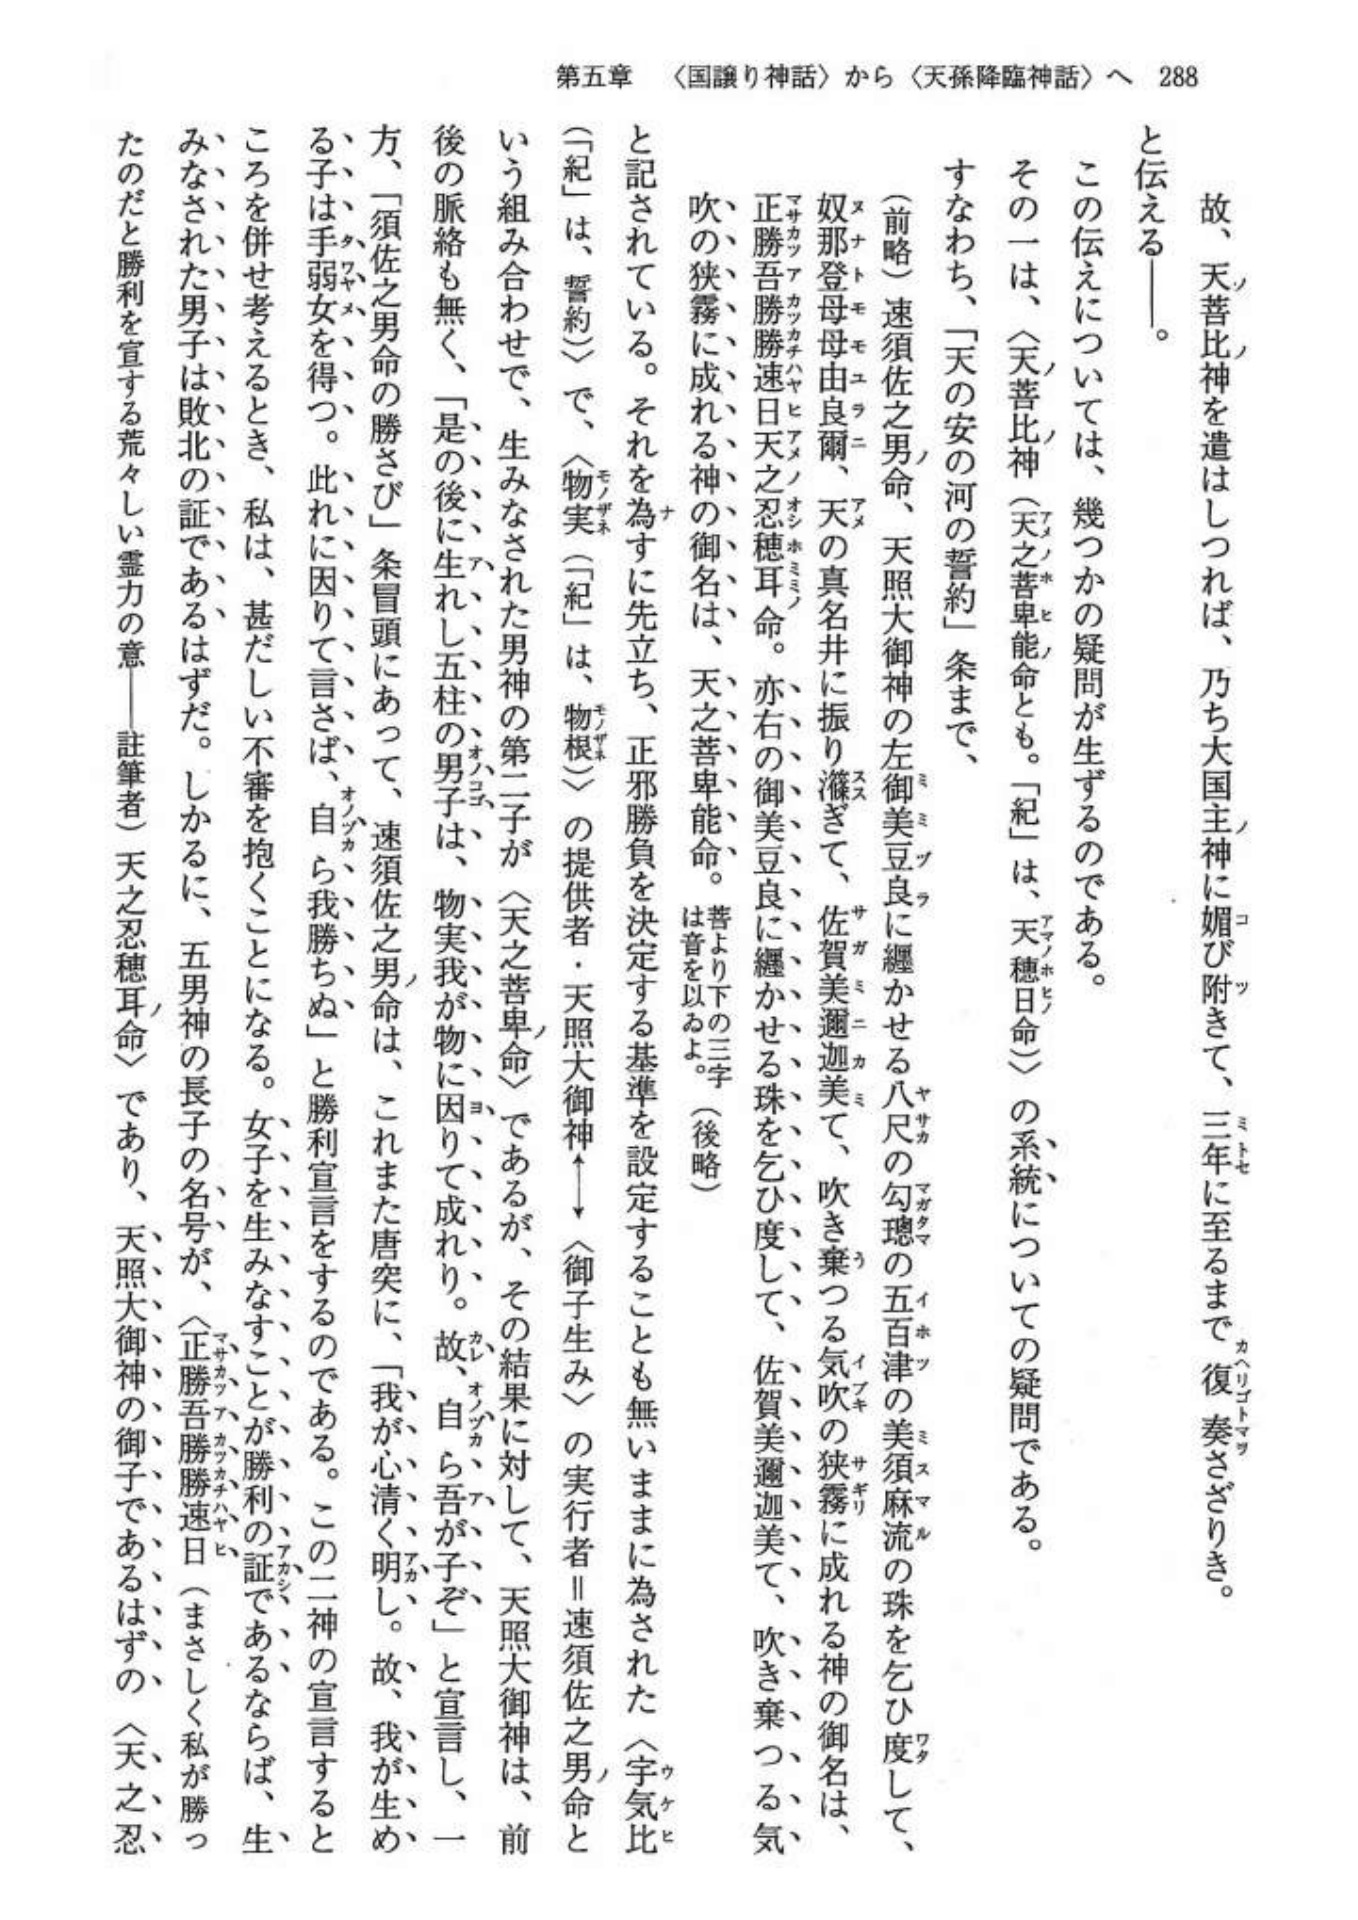 第五章　〈国譲り神話〉から〈天孫降臨神話〉へ　288
故、天菩比神を遣はしつれば、乃ち大国主神に媚び附きて、三年に至るまで復奏ざりき。
と伝える――。
この伝えについては、幾つかの疑問が生ずるのである。
その一は、〈天菩比神（天之菩卑能命とも。「紀」は、天穂日命）〉の系統についての疑問である。
すなわち、「天の安の河の誓約」条まで、
（前略）速須佐之男命、天照大御神の左御美豆良に纏かせる八尺の勾璁の五百津の美須麻流の珠を乞ひ度して、
奴那登母母由良爾、天の真名井に振り滌ぎて、佐賀美邇迦美て、吹き棄つる気吹の狭霧に成れる神の御名は、
正勝吾勝勝速日天之忍穂耳命。亦右の御美豆良に纏かせる珠を乞ひ度して、佐賀美邇迦美て、吹き棄つる気
吹の狭霧に成れる神の御名は、天之菩卑能命。菩より下の三字は音を以ゐよ。（後略）
と記されている。それを為すに先立ち、正邪勝負を決定する基準を設定することも無いままに為された〈宇気比
（「紀」は、誓約）〉で、〈物実（「紀」は、物根）〉の提供者・天照大御神←→〈御子生み〉の実行者＝速須佐之男命と
いう組み合わせで、生みなされた男神の第二子が〈天之菩卑命〉であるが、その結果に対して、天照大御神は、前
後の脈絡も無く、「是の後に生れし五柱の男子は、物実我が物に因りて成れり。故、自ら吾が子ぞ」と宣言し、一
方、「須佐之男命の勝さび」条冒頭にあって、速須佐之男命は、これまた唐突に、「我が心清く明し。故、我が生め
る子は手弱女を得つ。此れに因りて言さば、自ら我勝ちぬ」と勝利宣言をするのである。この二神の宣言すると
ころを併せ考えるとき、私は、甚だしい不審を抱くことになる。女子を生みなすことが勝利の証であるならば、生
みなされた男子は敗北の証であるはずだ。しかるに、五男神の長子の名号が、〈正勝吾勝勝速日（まさしく私が勝っ
たのだと勝利を宣する荒々しい霊力の意――註筆者）天之忍穂耳命〉であり、天照大御神の御子であるはずの〈天之忍